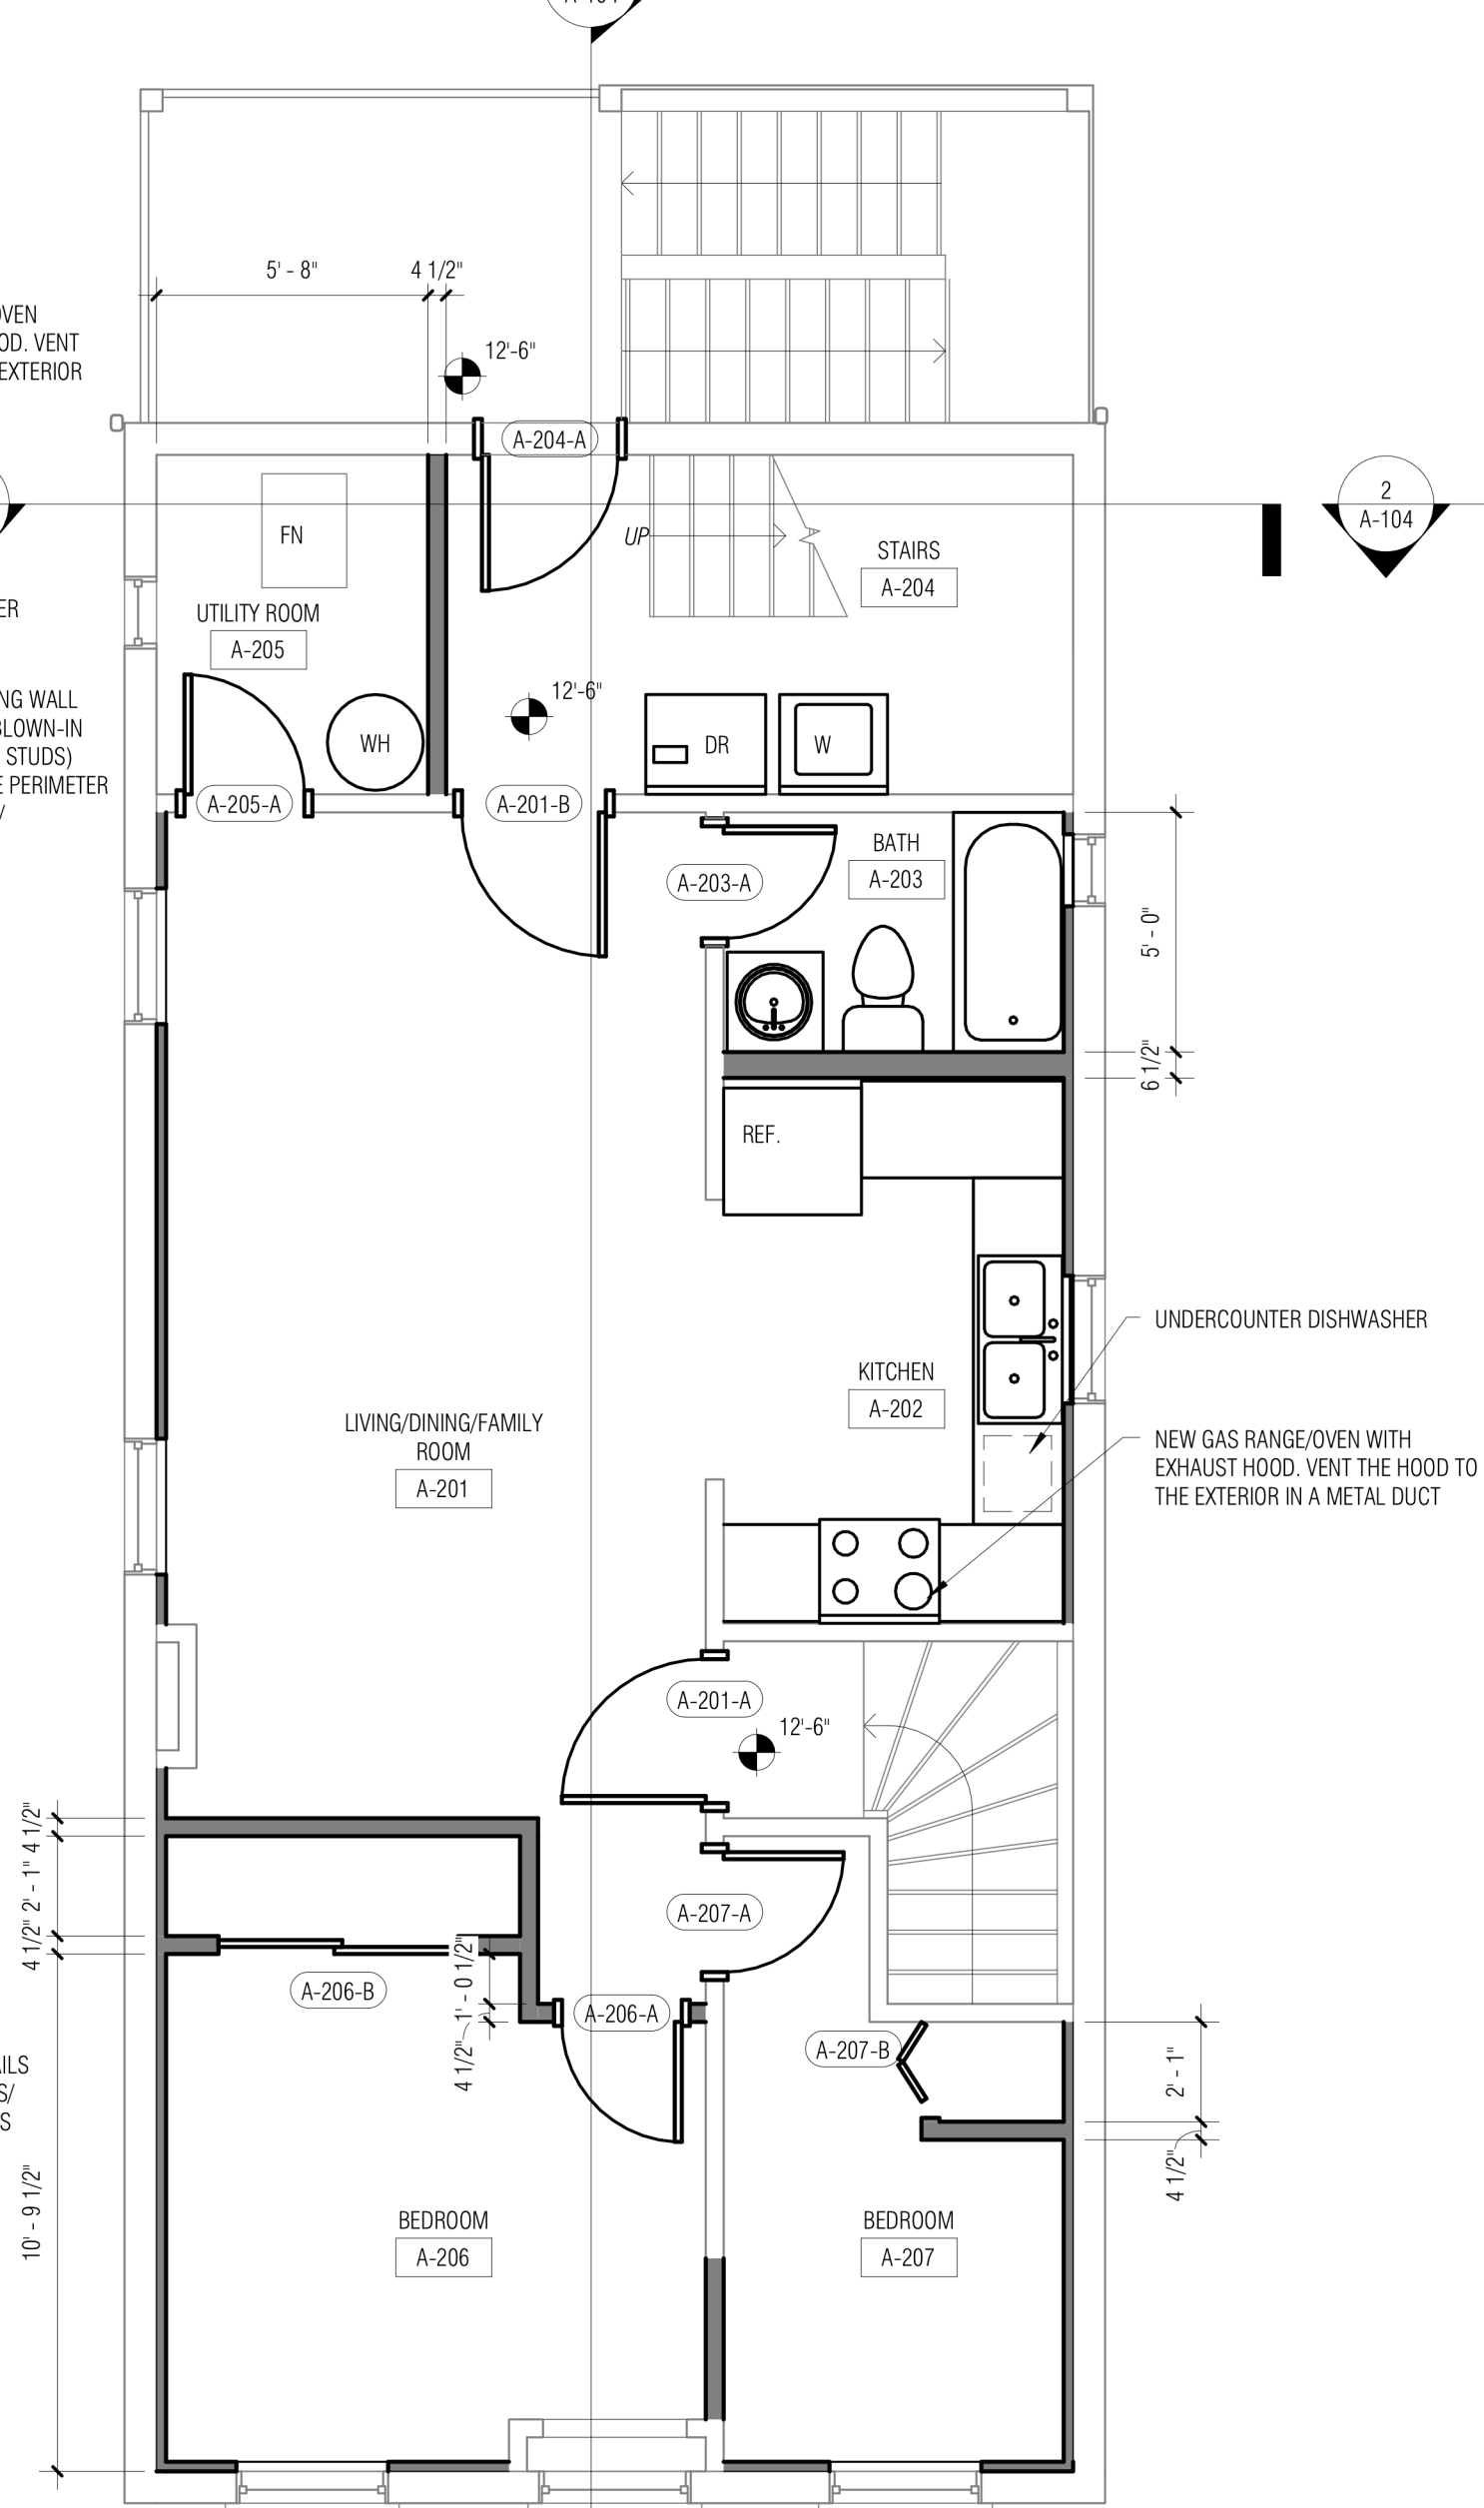 5' - 8"
4 1/2"
12'-6"
EXTERIOR
OD. VENT
A-204-A
2
A-104
FN
UP
STAIRS
A-204
UTILITY ROOM
A-205
NG WALL
BLOWN-IN
STUDS)
PERIMETER
12'-6"
WH
DR
W
A-205-A
A-201-B
BATH
A-203
A-203-A
5' - 0"
6 1/2"
REF.
UNDERCOUNTER DISHWASHER
KITCHEN
A-202
LIVING/DINING/FAMILY
ROOM
A-201
NEW GAS RANGE/OVEN WITH
EXHAUST HOOD. VENT THE HOOD TO
THE EXTERIOR IN A METAL DUCT
A-201-A
12'-6"
4 1/2"
2' - 1"
4 1/2"
A-207-A
A-206-B
1' - 0 1/2"
4 1/2"
A-206-A
A-207-B
2' - 1"
4 1/2"
10' - 9 1/2"
BEDROOM
A-206
BEDROOM
A-207